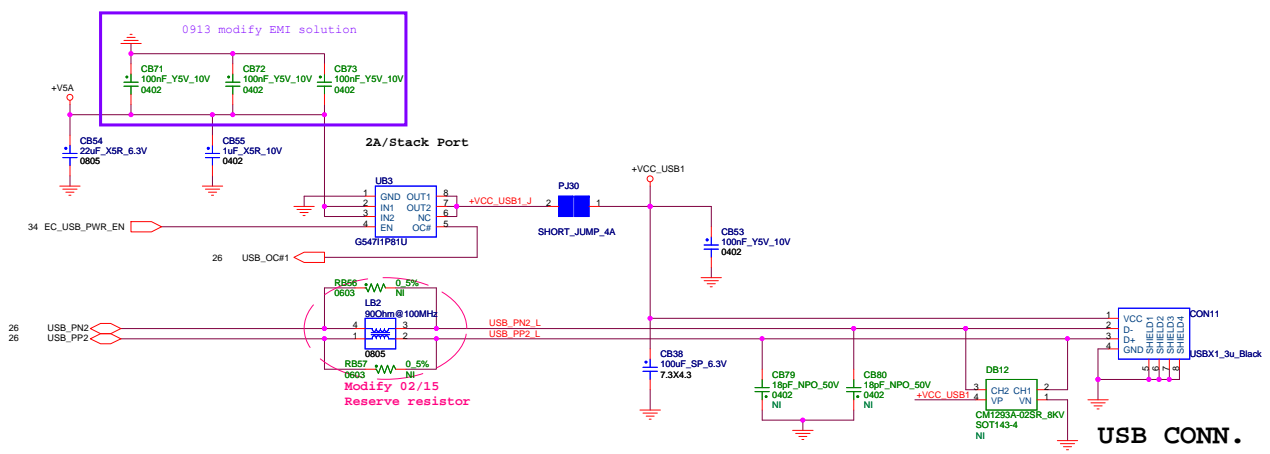 0913 modify EMI solution
CB71
100nF_Y5V_10V
0402
CB72
100nF_Y5V_10V
0402
CB73
100nF_Y5V_10V
0402
+V5A
CB54
22uF_X5R_6.3V
0805
CB55
1uF_X5R_10V
0402
2A/Stack Port
UB3
1 GND OUT1 8
2 IN1 OUT2 7
3 IN2 NC 6
4 EN OC# 5
G547I1P81U
+VCC_USB1_J
PJ30
2 1
SHORT_JUMP_4A
+VCC_USB1
CB53
100nF_Y5V_10V
0402
34 EC_USB_PWR_EN
26 USB_OC#1
RB56 0_5%
0603 NI
LB2
90Ohm@100MHz
4 3
1 2
0805
26 USB_PN2
26 USB_PP2
USB_PN2_L
USB_PP2_L
RB57 0_5%
0603 NI
Modify 02/15
Reserve resistor
CB38
100uF_SP_6.3V
7.3X4.3
CB79
18pF_NPO_50V
0402
NI
CB80
18pF_NPO_50V
0402
NI
DB12
3 CH2 CH1 2
4 VP VN 1
+VCC_USB1
CM1293A-02SR_8KV
SOT143-4
NI
CON11
1 VCC
2 D-
3 D+
4 GND
SHIELD1
SHIELD2
SHIELD3
SHIELD4
5 6 7 8
USBX1_3u_Black
USB CONN.